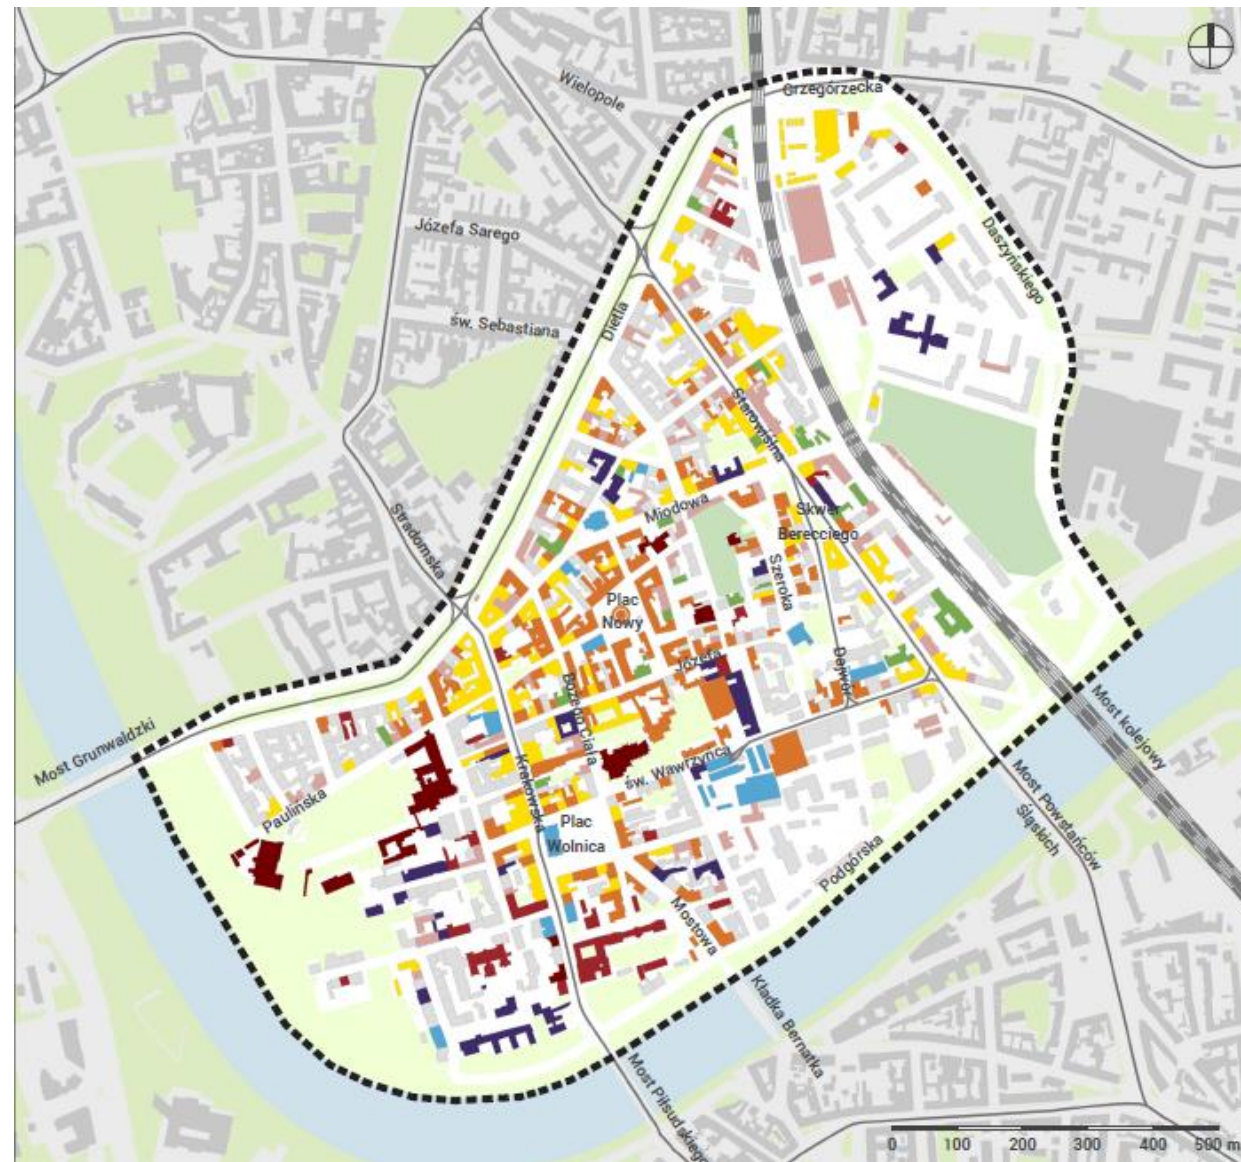 Grzegórzecka
Wielopole
Józefa Sarego
Daszyńskiego
św. Sebastiana
Dietla
Starowiślna
Stradomska
Miodowa
Skwer
Berecciego
Szeroka
Plac
Nowy
Józefa
Dajwór
Bożego Ciała
Most Grunwaldzki
Most kolejowy
św. Wawrzyńca
Krakowska
Paulińska
Plac
Wolnica
Most Powstańców
Śląskich
Podgórska
Mostowa
Kładka Bernatka
Most Piłsudskiego
0 100 200 300 400 500 m